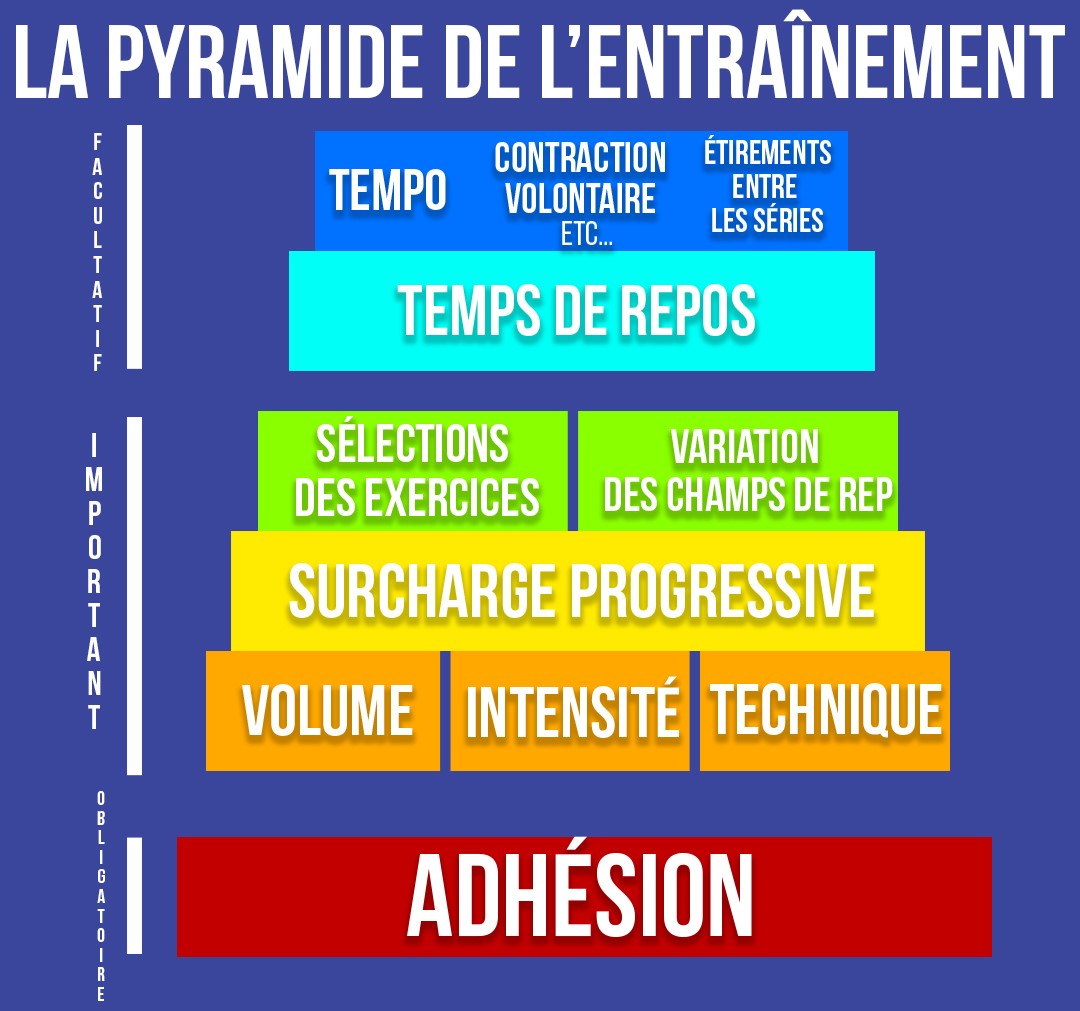 LA PYRAMIDE DE L'ENTRAÎNEMENT
FACULTATIF
TEMPO
CONTRACTION
VOLONTAIRE
ETC...
ÉTIREMENTS
ENTRE
LES SÉRIES
TEMPS DE REPOS
IMPORTANT
SÉLECTIONS
DES EXERCICES
VARIATION
DES CHAMPS DE REP
SURCHARGE PROGRESSIVE
VOLUME
INTENSITÉ
TECHNIQUE
OBLIGATOIRE
ADHÉSION